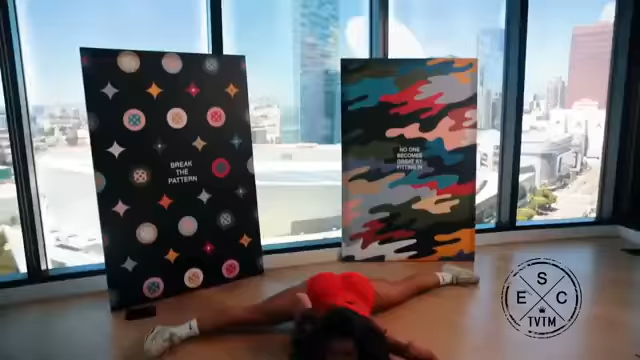 BREAK
THE
PATTERN
NO ONE
BECOMES
GREAT BY
FITTING IN
S
E C
TVTM